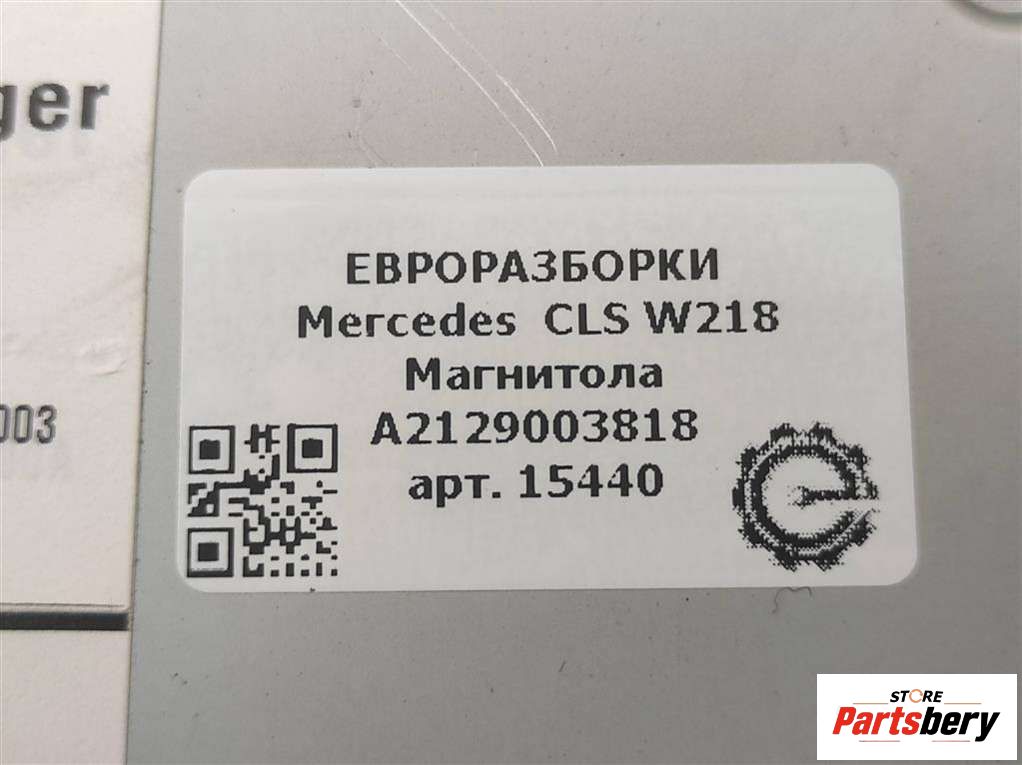 ger
003
ЕВРОРАЗБОРКИ
Mercedes CLS W218
Магнитола
A2129003818
арт. 15440
STORE
Partsbery